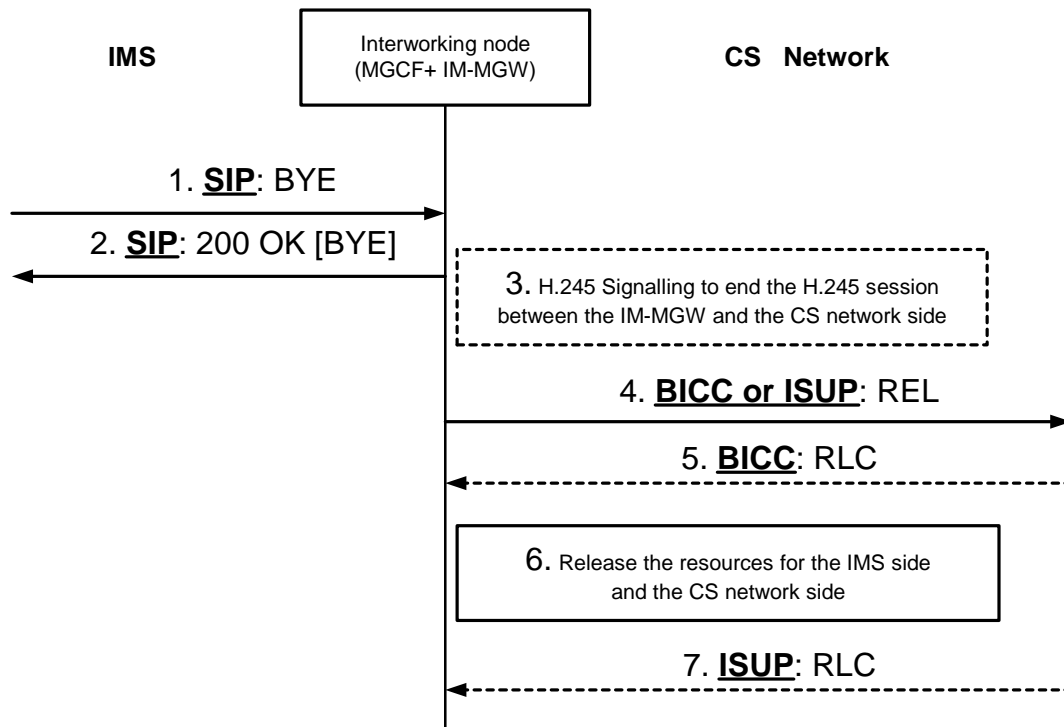 IMS
Interworking node
(MGCF+ IM-MGW)
CS Network
1. SIP: BYE
2. SIP: 200 OK [BYE]
3. H.245 Signalling to end the H.245 session
between the IM-MGW and the CS network side
4. BICC or ISUP: REL
5. BICC: RLC
6. Release the resources for the IMS side
and the CS network side
7. ISUP: RLC